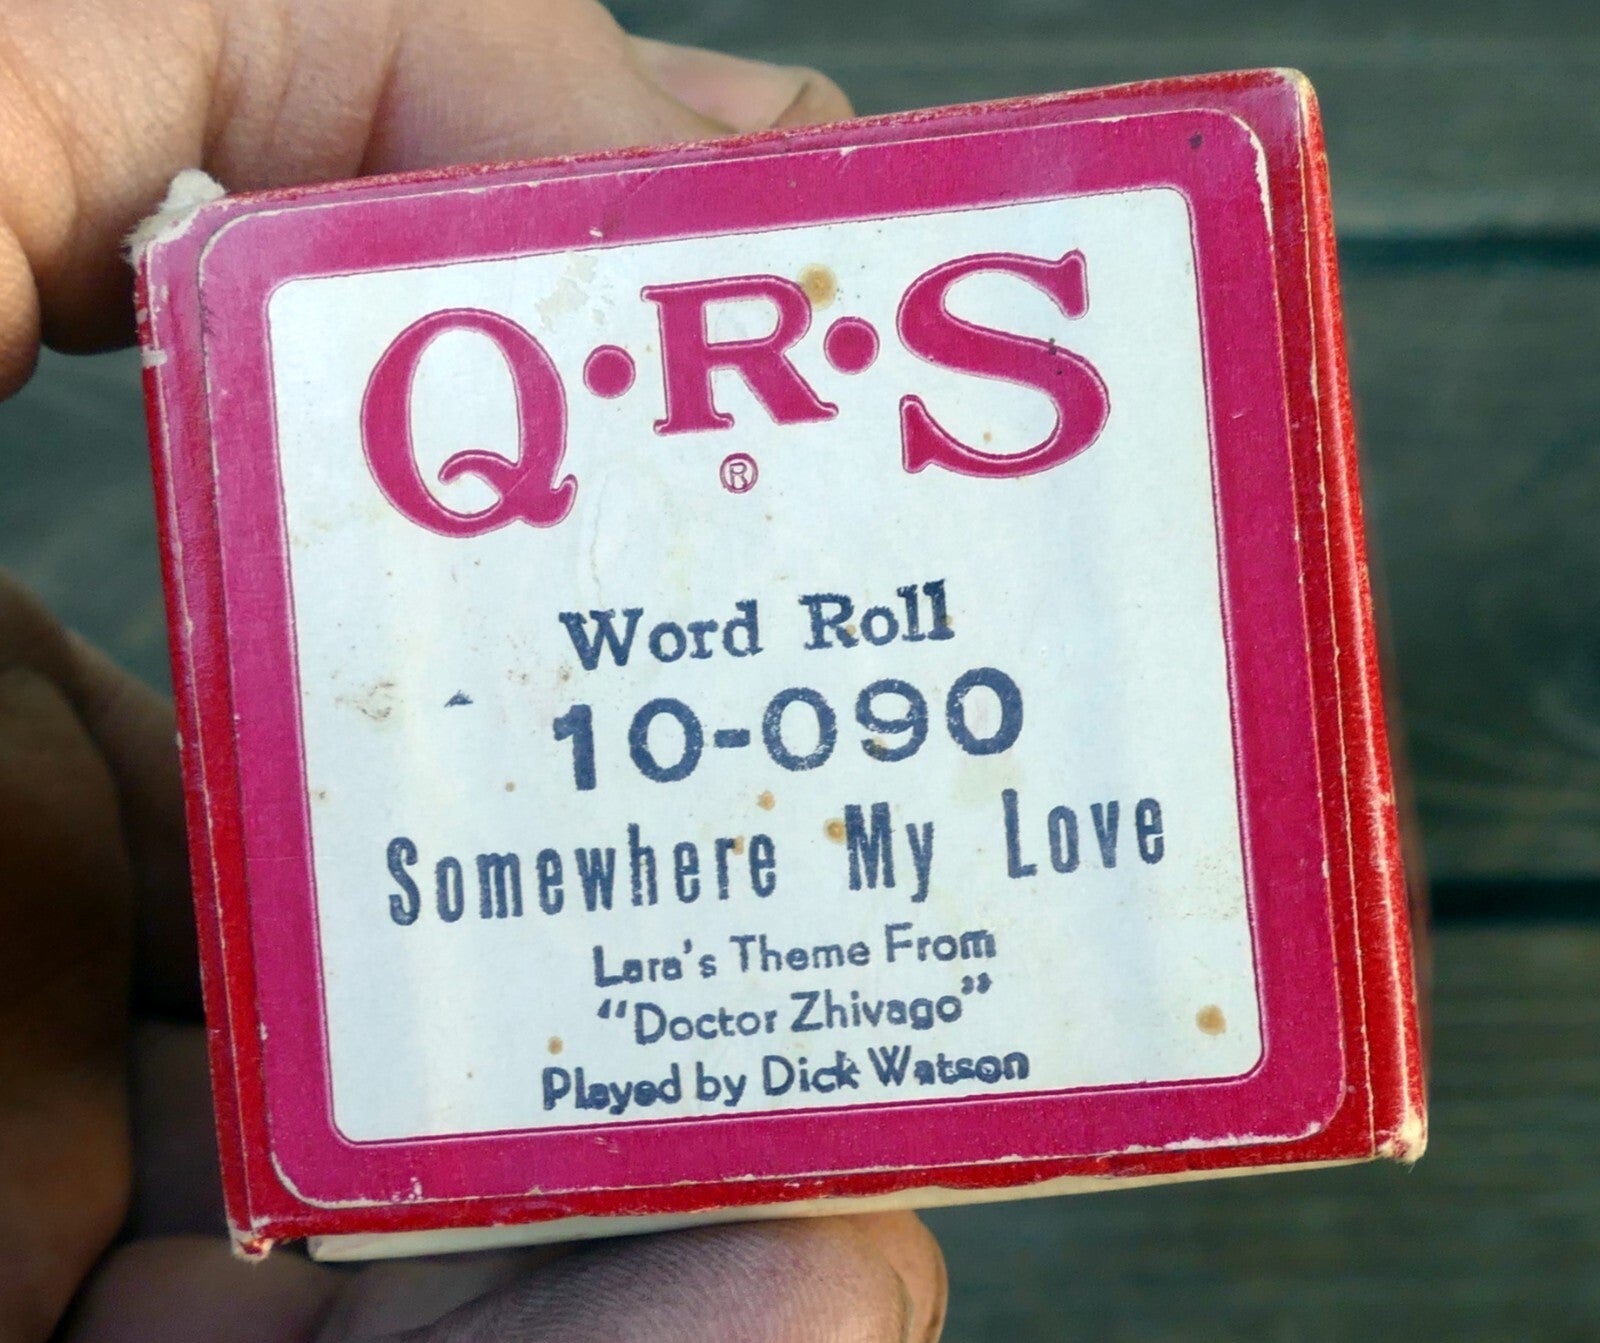 Q·R·S
®
Word Roll
10-090
Somewhere My Love
Lara's Theme From
"Doctor Zhivago"
Played by Dick Watson